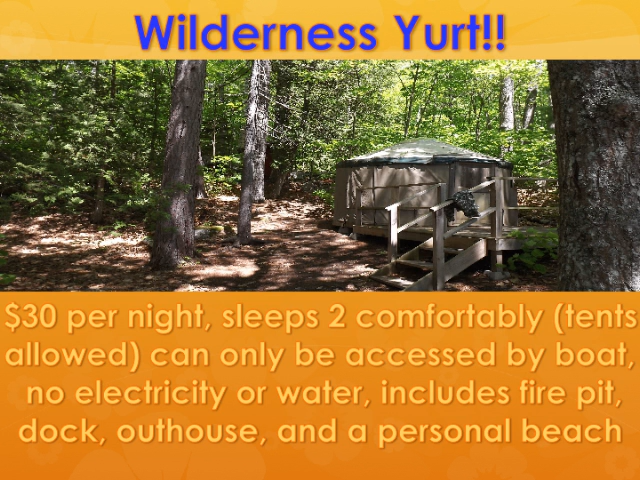 Wilderness Yurt!!
$30 per night, sleeps 2 comfortably (tents
allowed) can only be accessed by boat,
no electricity or water, includes fire pit,
dock, outhouse, and a personal beach